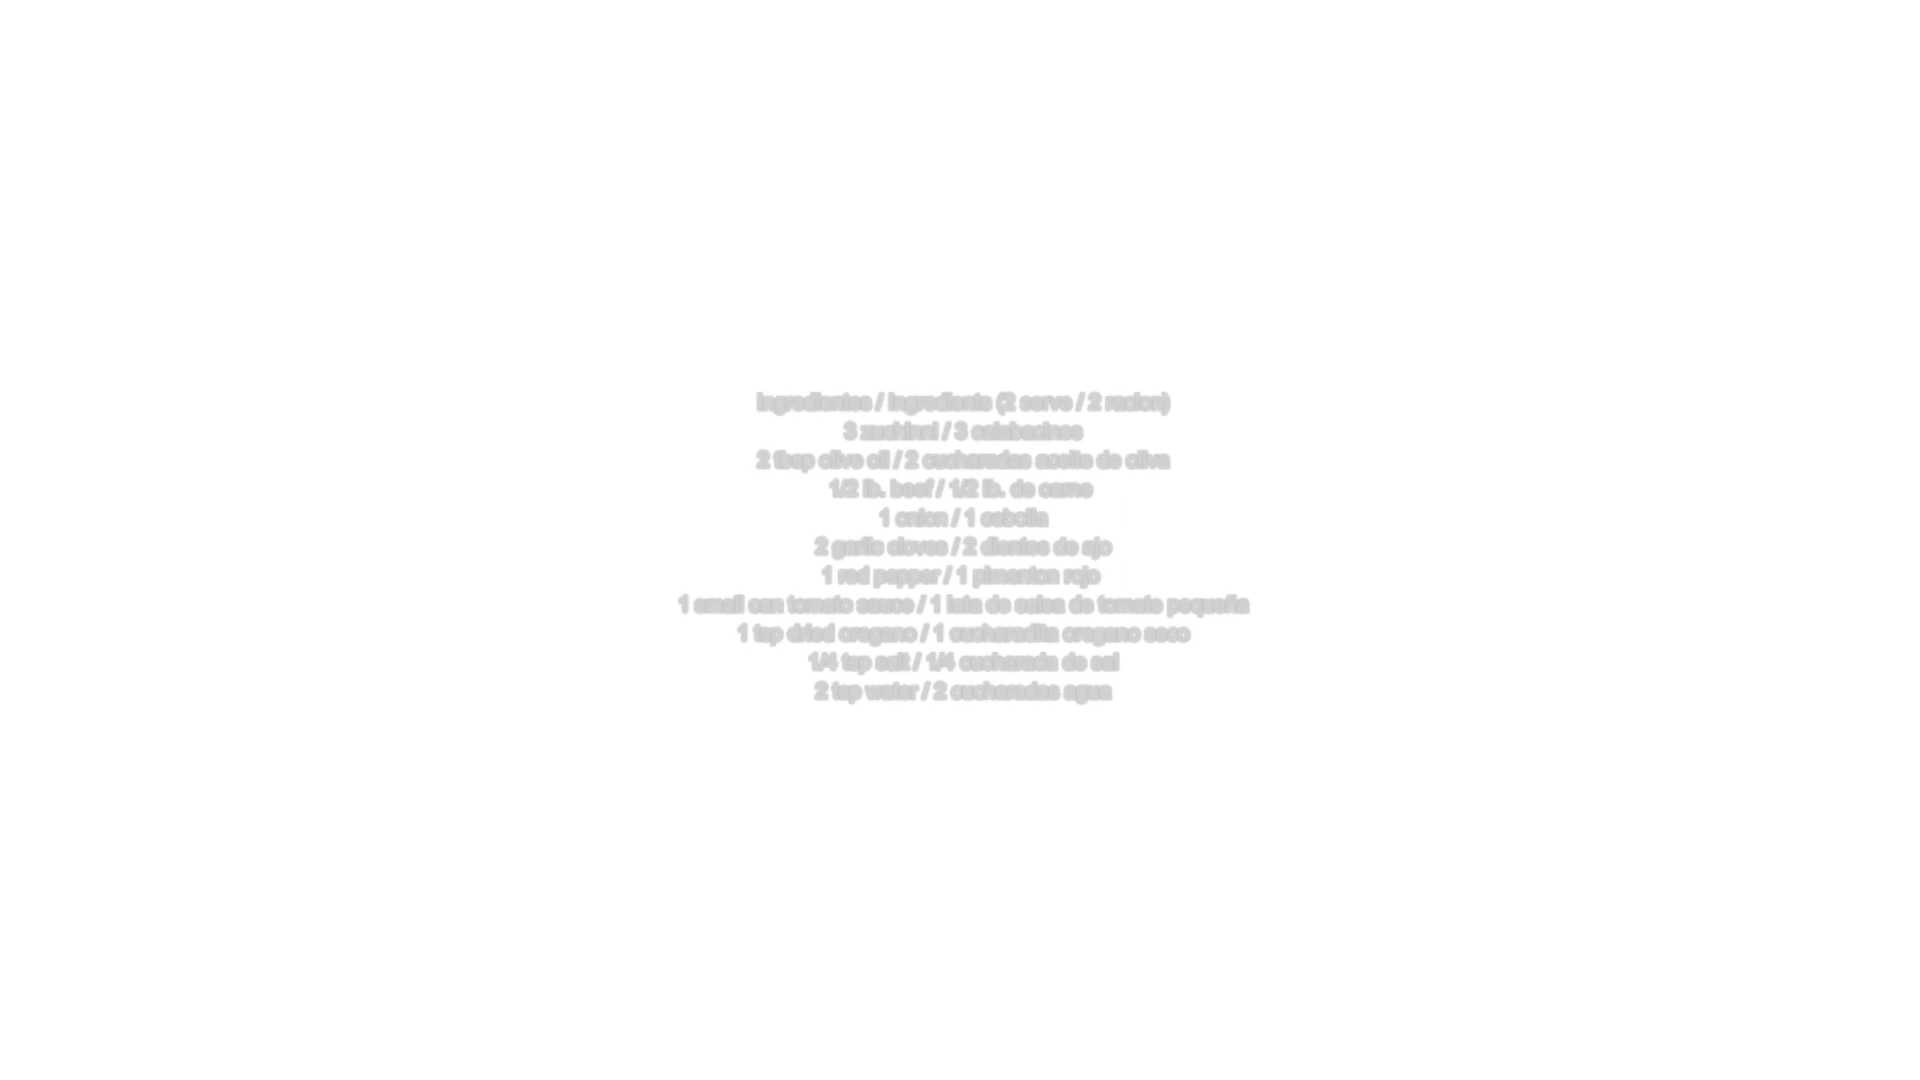 Ingredientes / Ingredients (2 serve / 2 racion)
3 zuchinni / 3 calabacines
2 tbsp olive oil / 2 cucharadas aceite de oliva
1/2 lb. beef / 1/2 lb. de carne
1 onion / 1 cebolla
2 garlic cloves / 2 dientes de ajo
1 red pepper / 1 pimenton rojo
1 small can tomato sauce / 1 lata de salsa de tomate pequeña
1 tsp dried oregano / 1 cucharadita oregano seco
1/4 tsp salt / 1/4 cucharada de sal
2 tsp water / 2 cucharadas agua